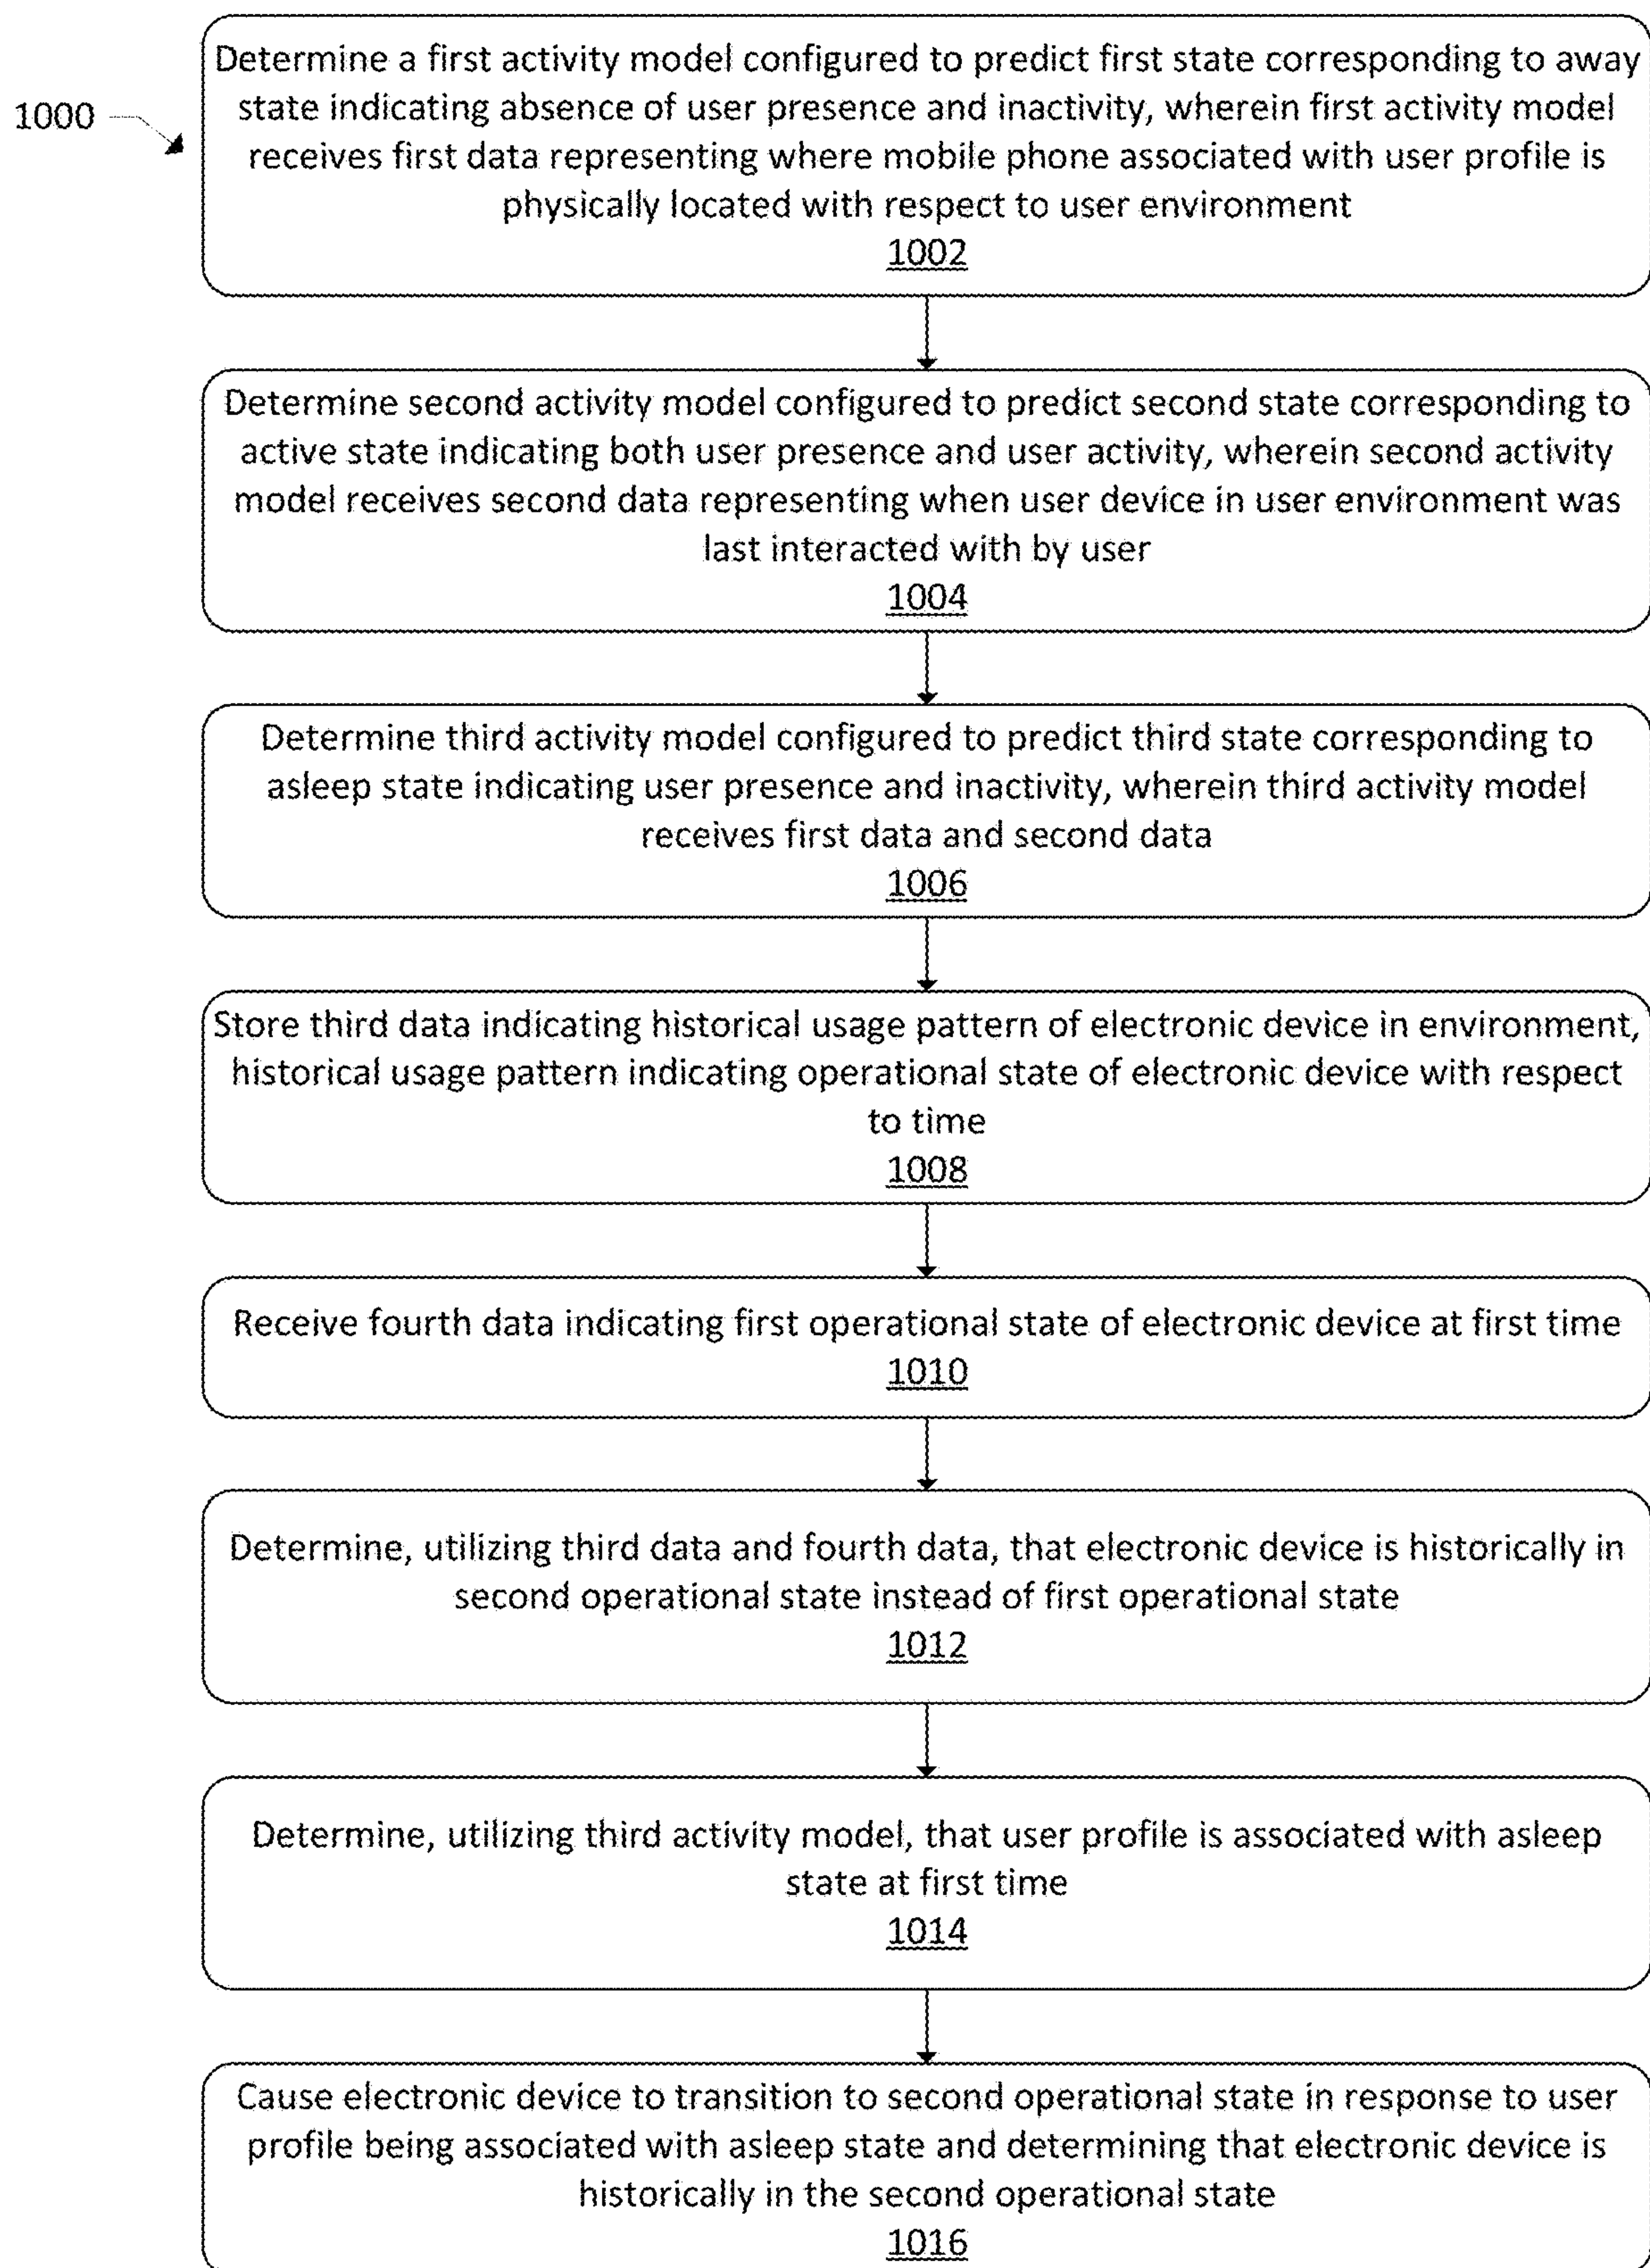 1000
Determine a first activity model configured to predict first state corresponding to away
state indicating absence of user presence and inactivity, wherein first activity model
receives first data representing where mobile phone associated with user profile is
physically located with respect to user environment
1002
Determine second activity model configured to predict second state corresponding to
active state indicating both user presence and user activity, wherein second activity
model receives second data representing when user device in user environment was
last interacted with by user
1004
Determine third activity model configured to predict third state corresponding to
asleep state indicating user presence and inactivity, wherein third activity model
receives first data and second data
1006
Store third data indicating historical usage pattern of electronic device in environment,
historical usage pattern indicating operational state of electronic device with respect
to time
1008
Receive fourth data indicating first operational state of electronic device at first time
1010
Determine, utilizing third data and fourth data, that electronic device is historically in
second operational state instead of first operational state
1012
Determine, utilizing third activity model, that user profile is associated with asleep
state at first time
1014
Cause electronic device to transition to second operational state in response to user
profile being associated with asleep state and determining that electronic device is
historically in the second operational state
1016